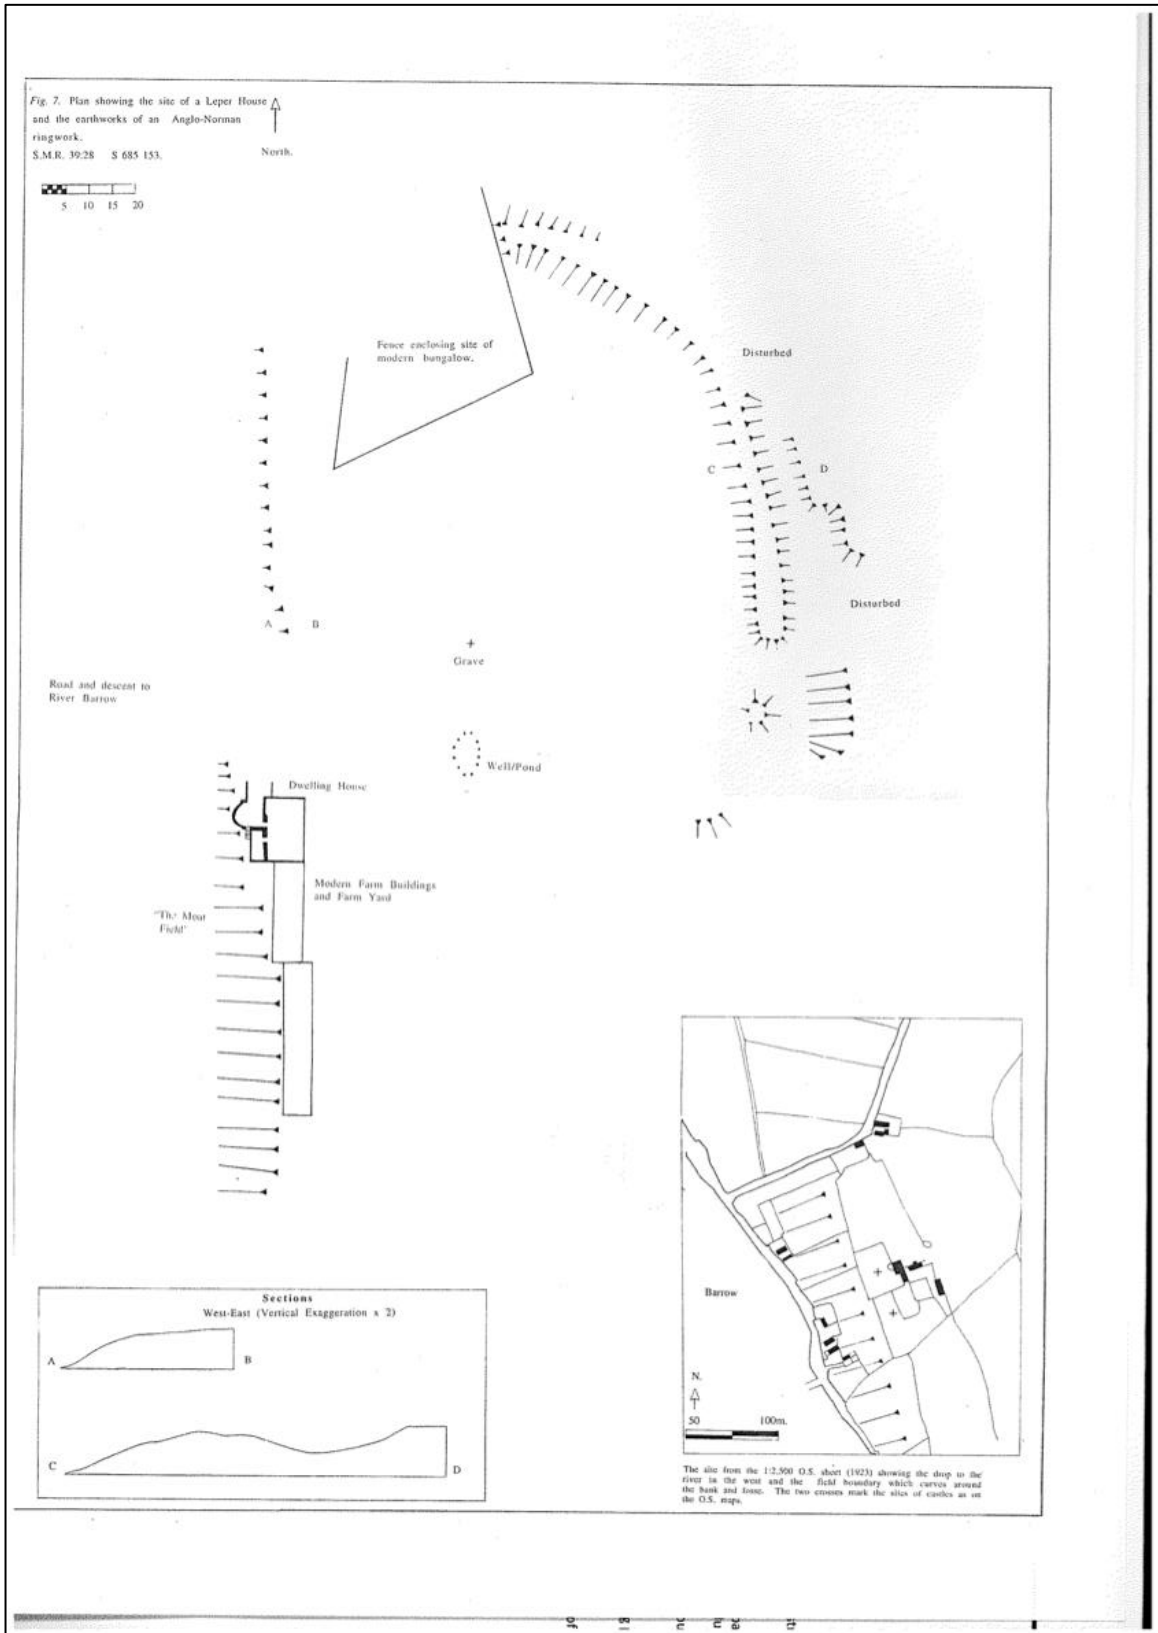 Fig. 7. Plan showing the site of a Leper House
and the earthworks of an Anglo-Norman
ringwork.
S.M.R. 39:28 S 685 153.
North.
5 10 15 20
Fence enclosing site of
modern bungalow.
Disturbed
C
D
Disturbed
A
B
Grave
Road and descent to
River Barrow
Well/Pond
Dwelling House
Modern Farm Buildings
and Farm Yard
"The Moat
Field"
Sections
West-East (Vertical Exaggeration x 2)
A
B
C
D
Barrow
N.
50 100m.
The site from the 1:2,500 O.S. sheet (1923) showing the drop to the
river in the west and the field boundary which curves around
the bank and fosse. The two crosses mark the sites of castles as on
the O.S. maps.